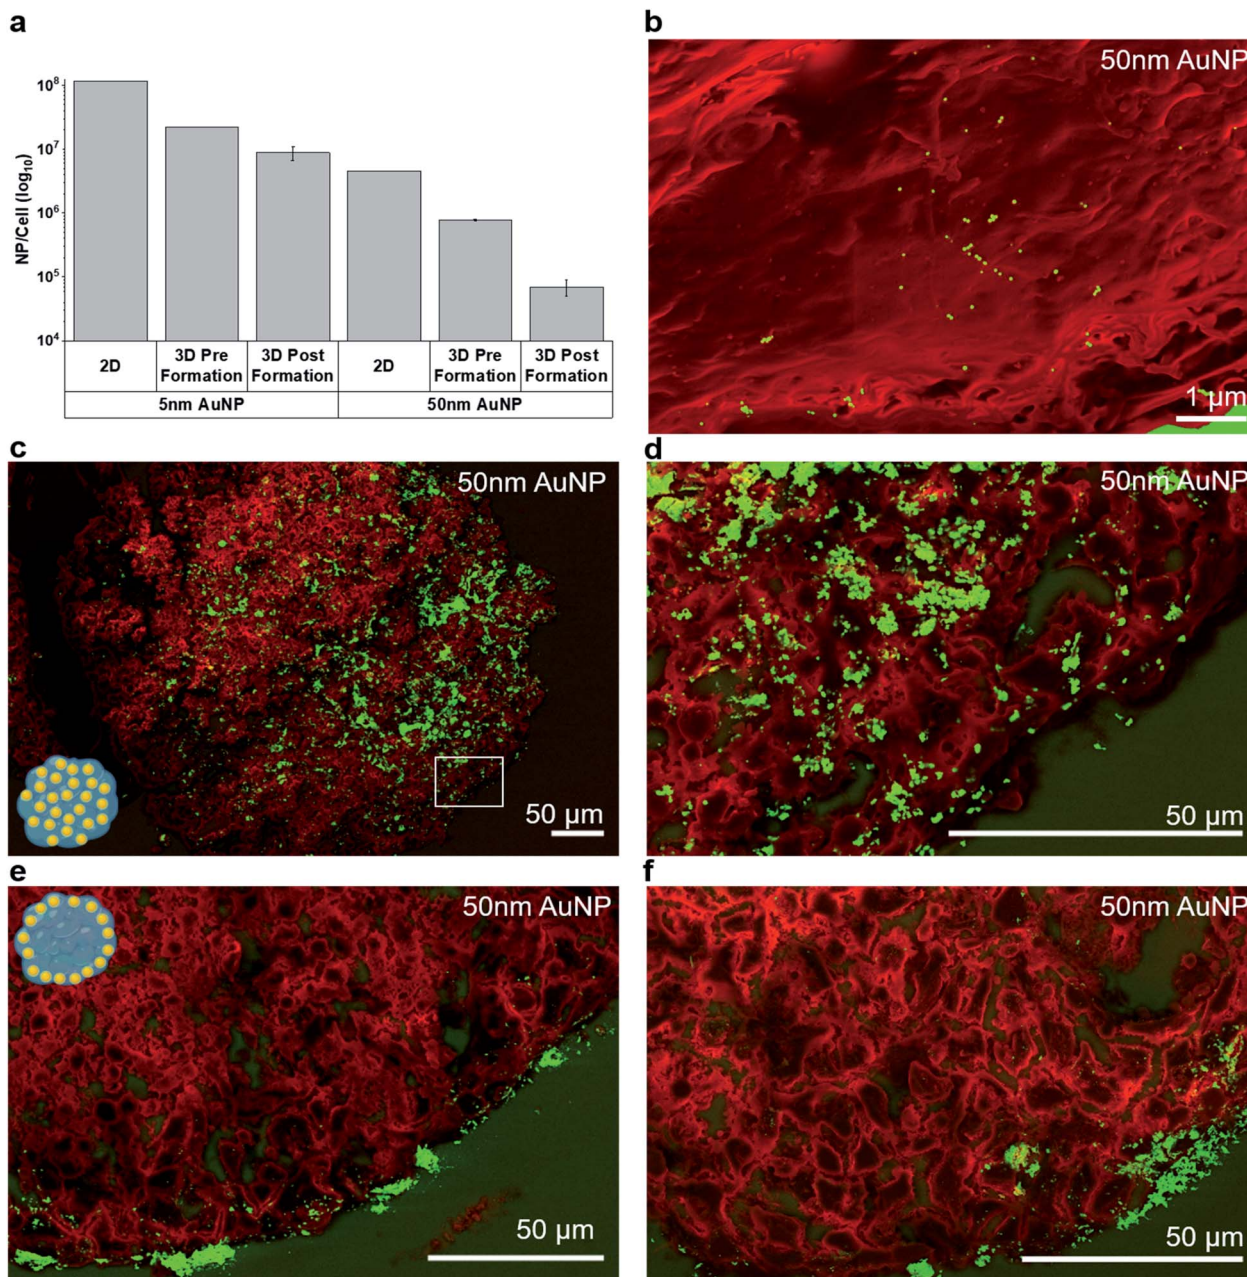 a
10⁸
10⁷
10⁶
10⁵
10⁴
NP/Cell (log₁₀)
2D
3D Pre
Formation
3D Post
Formation
2D
3D Pre
Formation
3D Post
Formation
5nm AuNP
50nm AuNP
b
50nm AuNP
1 µm
c
50nm AuNP
50 µm
d
50nm AuNP
50 µm
e
50nm AuNP
50 µm
f
50nm AuNP
50 µm